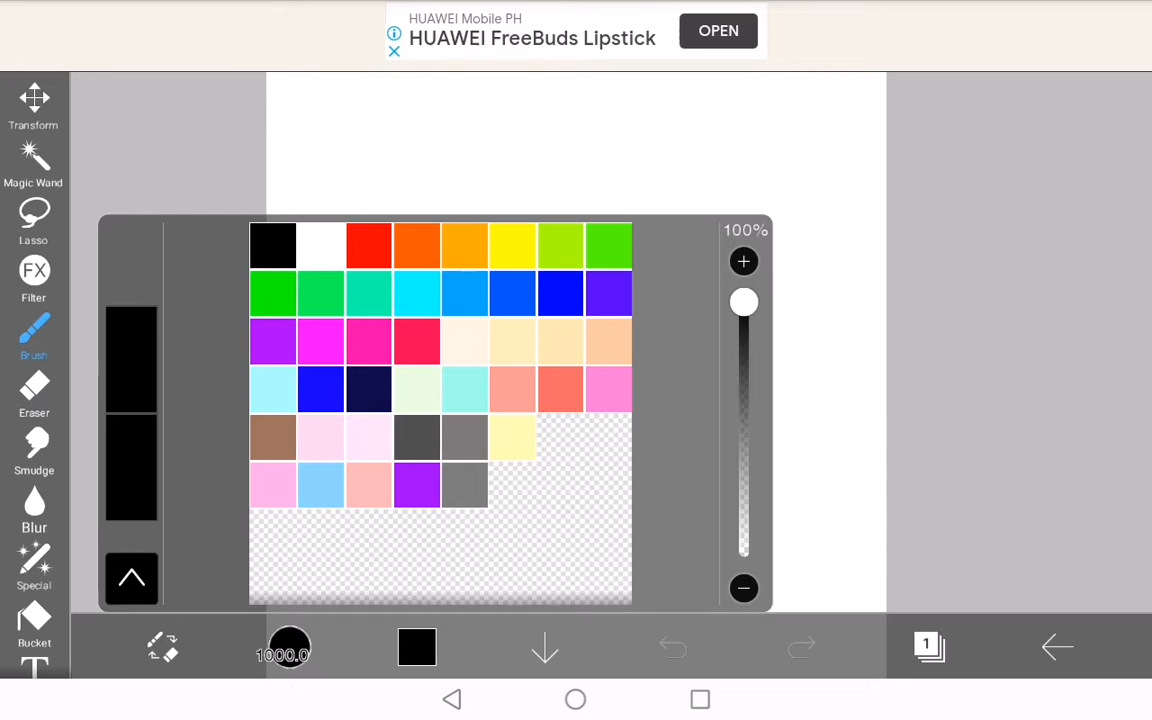 HUAWEI Mobile PH
HUAWEI FreeBuds Lipstick
OPEN
Transform
Magic Wand
Lasso
FX
Filter
Brush
Eraser
Smudge
Blur
Special
Bucket
T
100%
1000.0
1